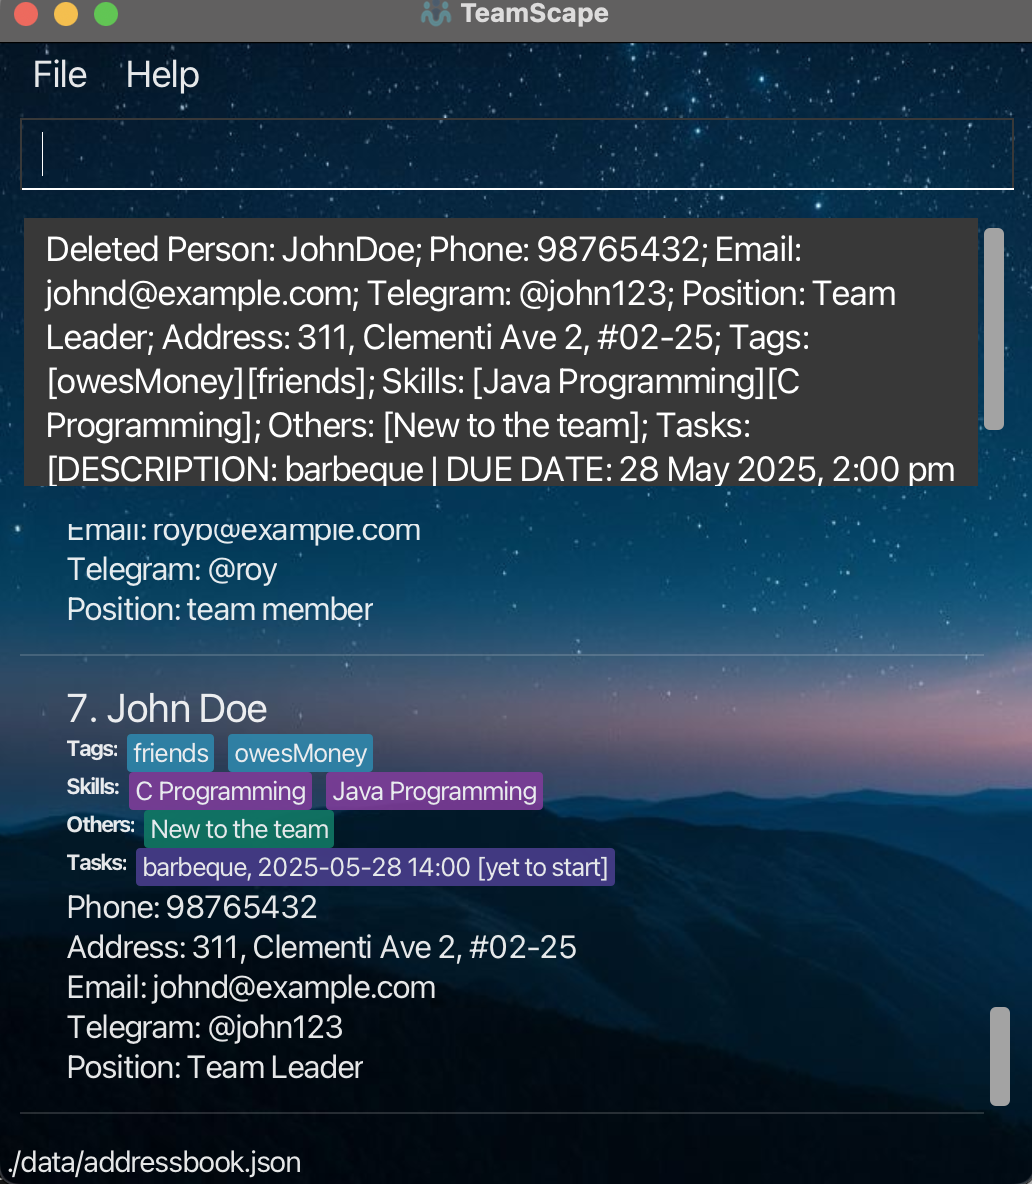 TeamScape
File Help
Deleted Person: JohnDoe; Phone: 98765432; Email:
johnd@example.com; Telegram: @john123; Position: Team
Leader; Address: 311, Clementi Ave 2, #02-25; Tags:
[owesMoney][friends]; Skills: [Java Programming][C
Programming]; Others: [New to the team]; Tasks:
[DESCRIPTION: barbeque | DUE DATE: 28 May 2025, 2:00 pm
Email: royb@example.com
Telegram: @roy
Position: team member
7. John Doe
Tags: friends owesMoney
Skills: C Programming Java Programming
Others: New to the team
Tasks: barbeque, 2025-05-28 14:00 [yet to start]
Phone: 98765432
Address: 311, Clementi Ave 2, #02-25
Email: johnd@example.com
Telegram: @john123
Position: Team Leader
./data/addressbook.json